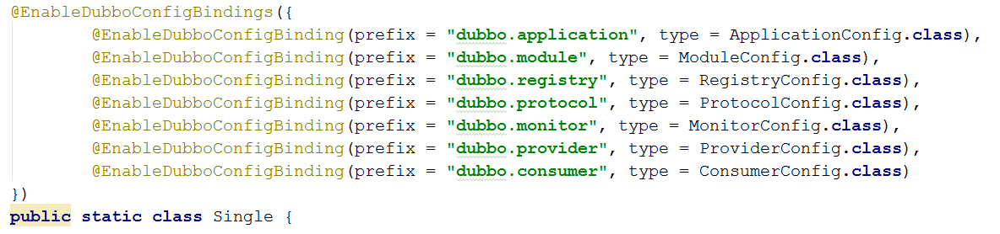 @EnableDubboConfigBindings({
        @EnableDubboConfigBinding(prefix = "dubbo.application", type = ApplicationConfig.class),
        @EnableDubboConfigBinding(prefix = "dubbo.module", type = ModuleConfig.class),
        @EnableDubboConfigBinding(prefix = "dubbo.registry", type = RegistryConfig.class),
        @EnableDubboConfigBinding(prefix = "dubbo.protocol", type = ProtocolConfig.class),
        @EnableDubboConfigBinding(prefix = "dubbo.monitor", type = MonitorConfig.class),
        @EnableDubboConfigBinding(prefix = "dubbo.provider", type = ProviderConfig.class),
        @EnableDubboConfigBinding(prefix = "dubbo.consumer", type = ConsumerConfig.class)
})
public static class Single {